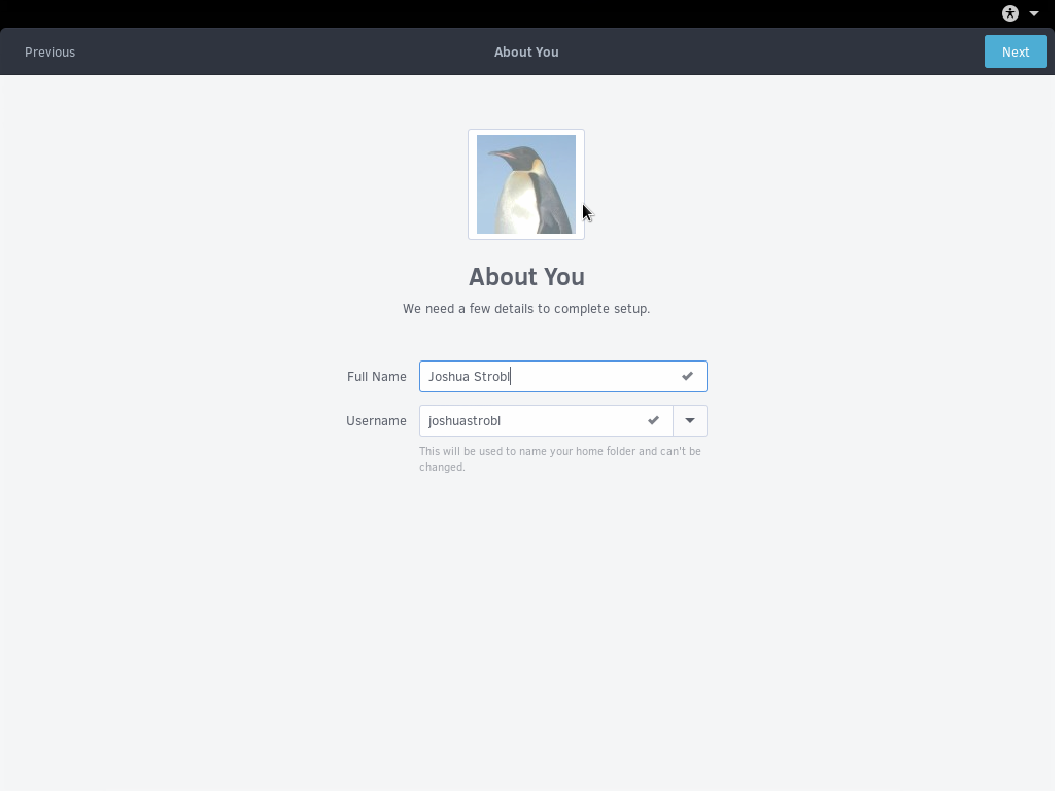 Previous
About You
Next
About You
We need a few details to complete setup.
Full Name
Joshua Strobl
Username
joshuastrobl
This will be used to name your home folder and can't be
changed.